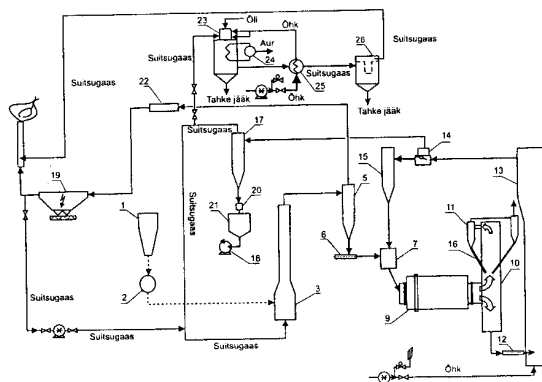 23
Õli
Õhk
Aur
24
26
Suitsugaas
Suitsugaas
Suitsugaas
25
Tahke jääk
Õhk
Tahke jääk
22
Suitsugaas
17
14
15
13
19
1
20
21
5
11
18
6
7
16
10
Suitsugaas
2
3
9
Suitsugaas
12
Suitsugaas
Suitsugaas
Õhk